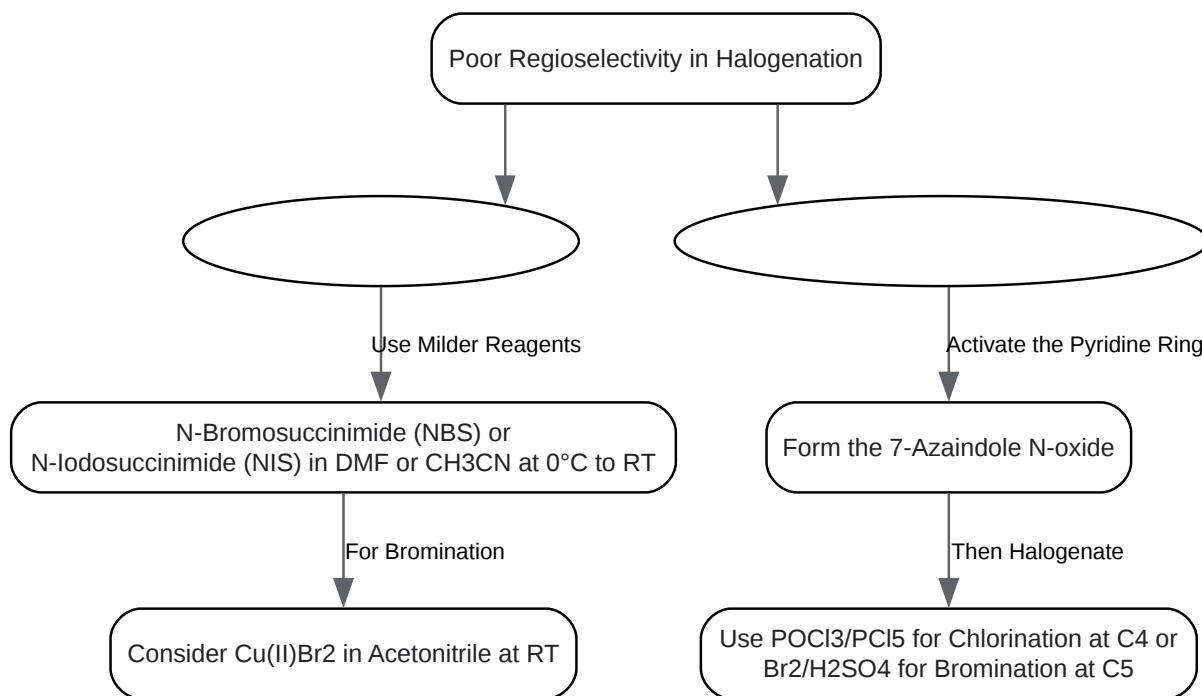 Poor Regioselectivity in Halogenation
Use Milder Reagents
Activate the Pyridine Ring
N-Bromosuccinimide (NBS) or
N-Iodosuccinimide (NIS) in DMF or CH3CN at 0°C to RT
Form the 7-Azaindole N-oxide
For Bromination
Then Halogenate
Consider Cu(II)Br2 in Acetonitrile at RT
Use POCl3/PCl5 for Chlorination at C4 or
Br2/H2SO4 for Bromination at C5